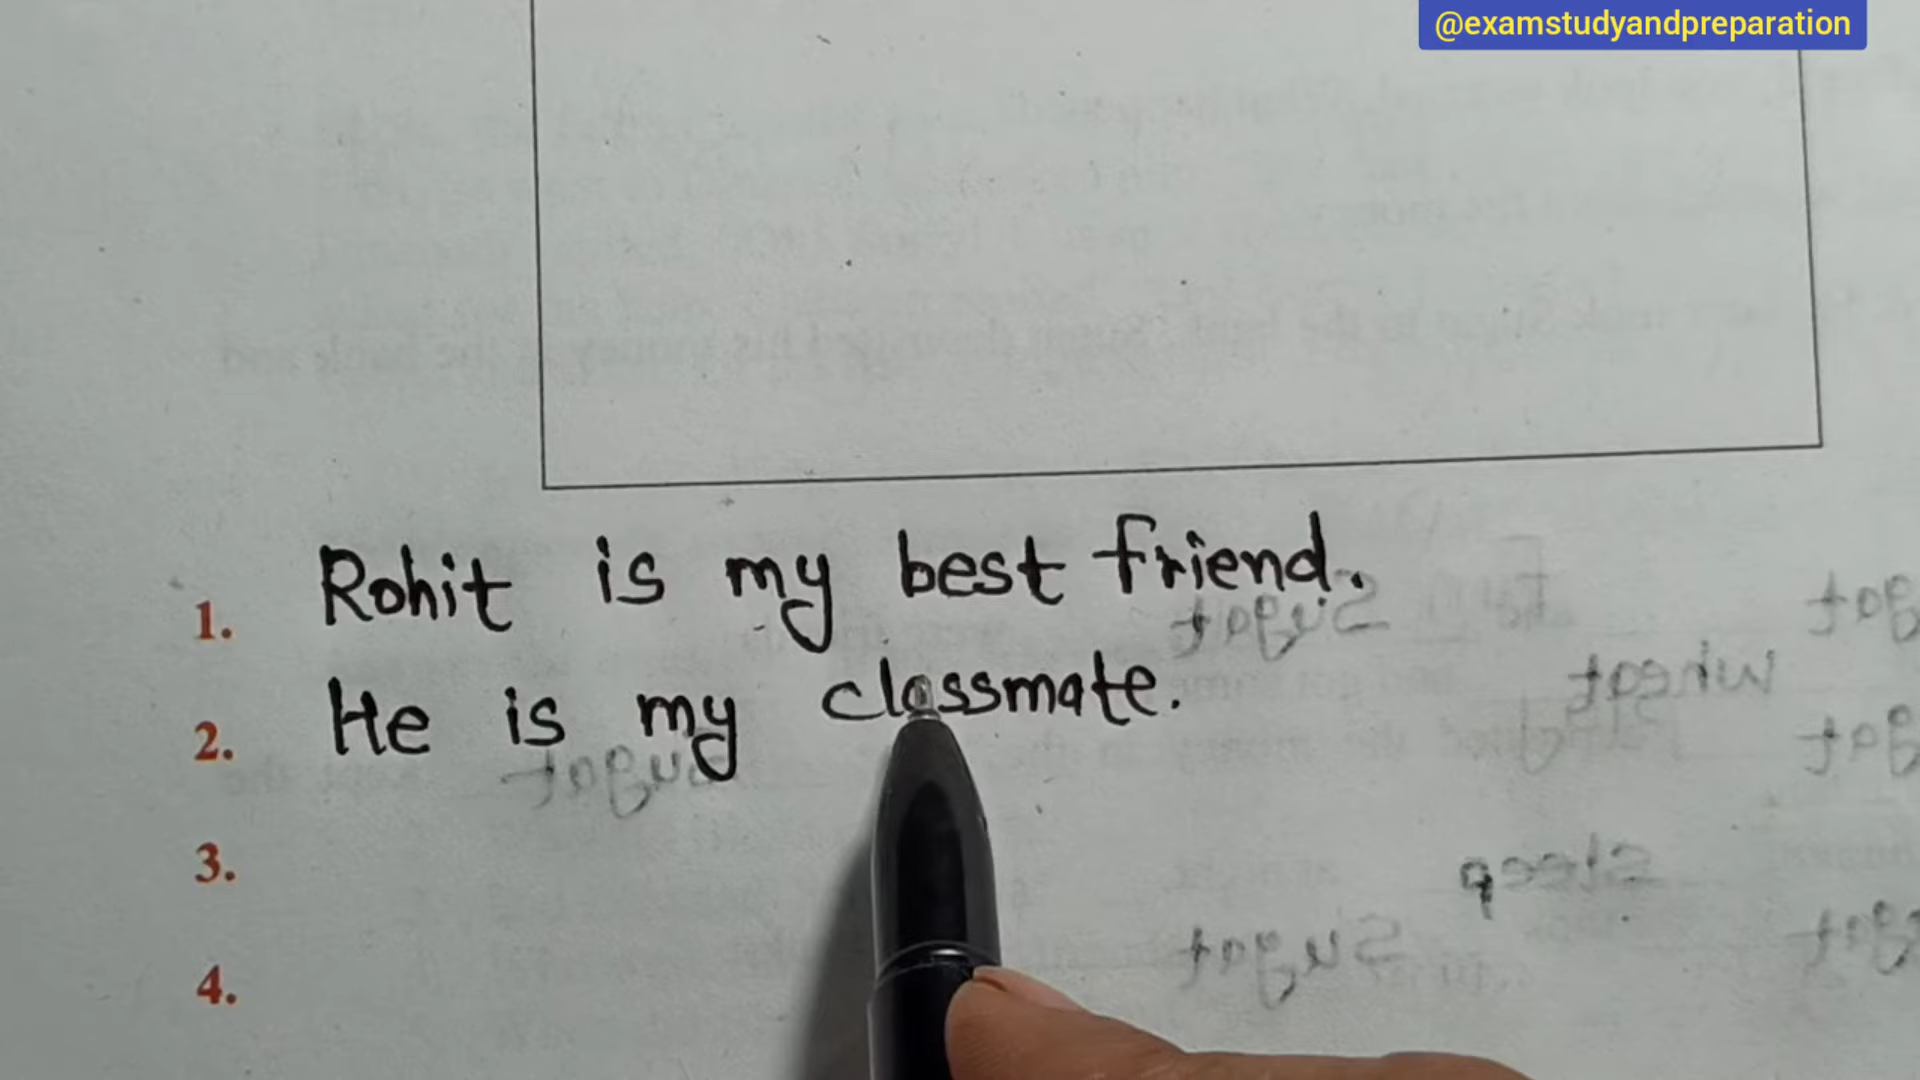 @examstudyandpreparation
1. Rohit is my best friend.
2. He is my classmate.
3.
4.